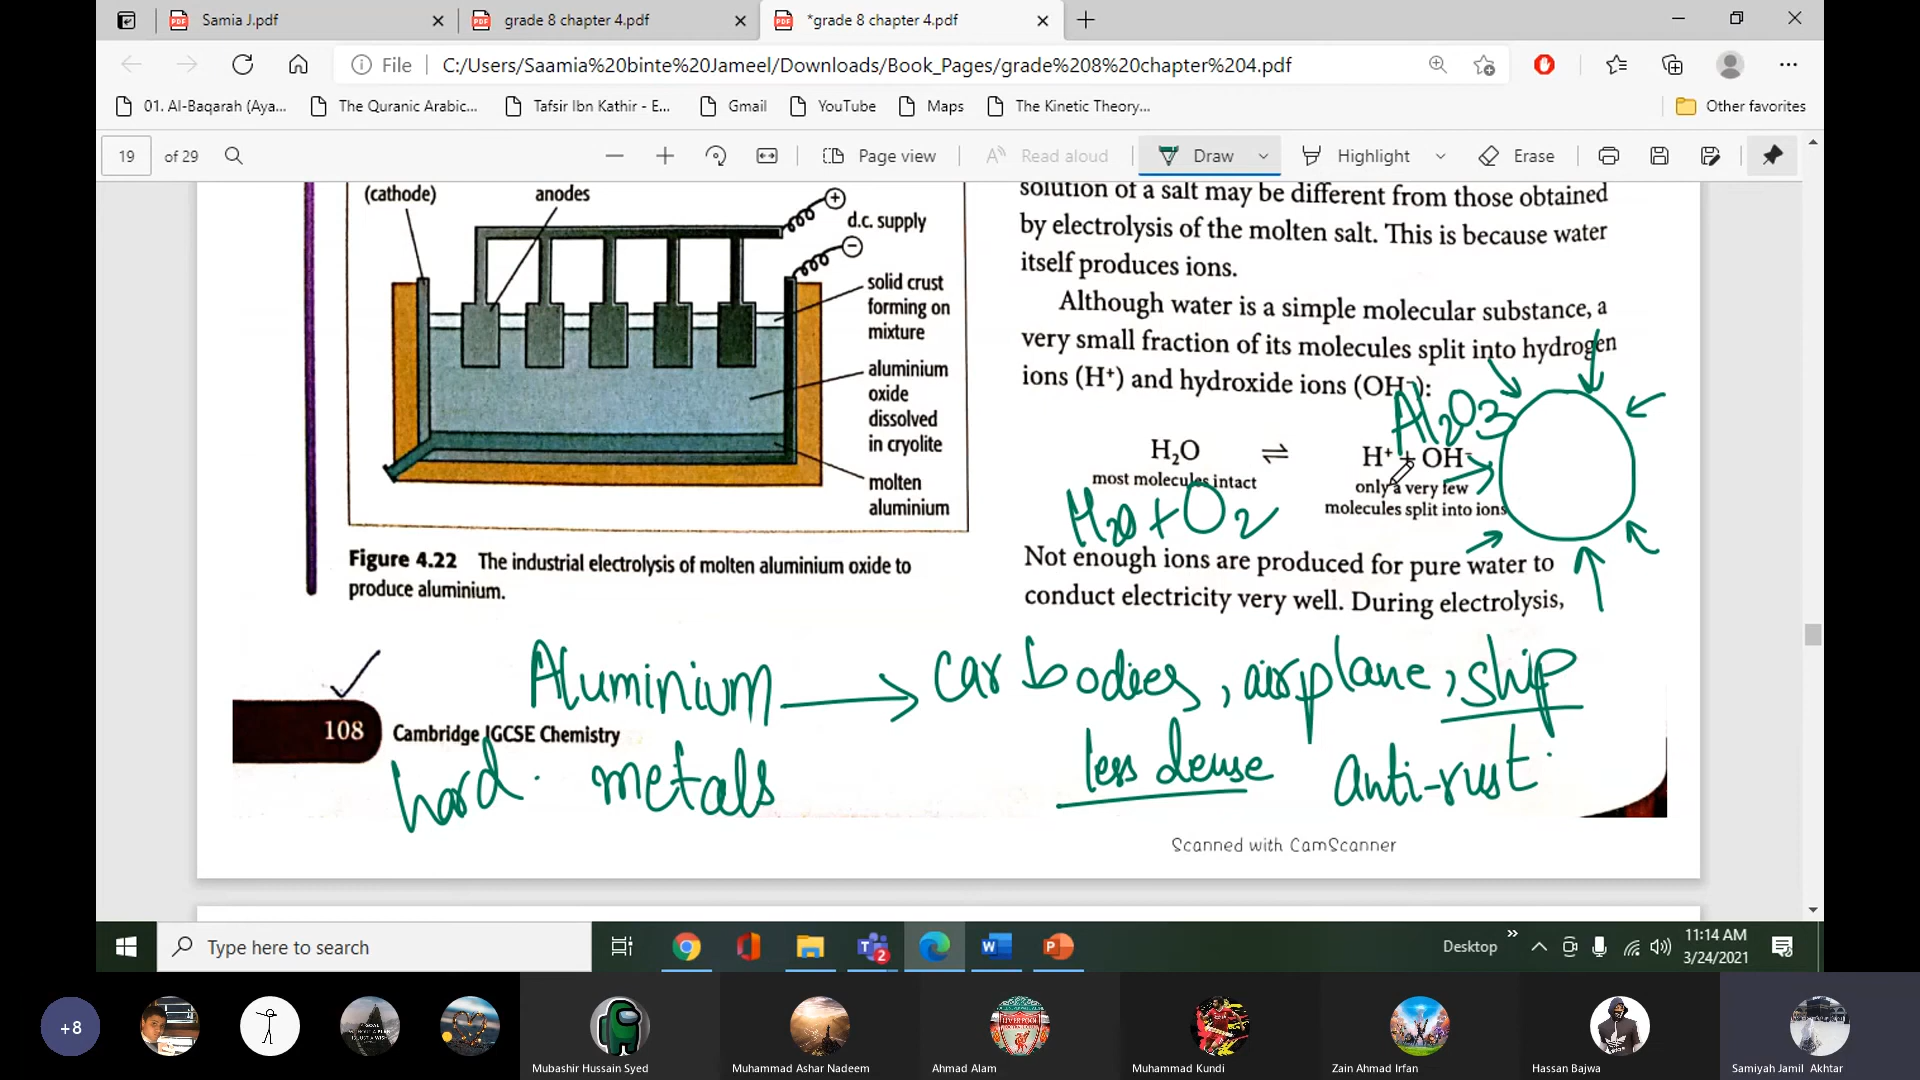 Samia J.pdf
grade 8 chapter 4.pdf
*grade 8 chapter 4.pdf
File
C:/Users/Saamia%20binte%20Jameel/Downloads/Book_Pages/grade%208%20chapter%204.pdf
01. Al-Baqarah (Aya...
The Quranic Arabic...
Tafsir Ibn Kathir - E...
Gmail
YouTube
Maps
The Kinetic Theory...
Other favorites
19 of 29
Page view
Read aloud
Draw
Highlight
Erase
(cathode)
anodes
+
d.c. supply
−
solid crust
forming on
mixture
aluminium
oxide
dissolved
in cryolite
molten
aluminium
Figure 4.22 The industrial electrolysis of molten aluminium oxide to
produce aluminium.
solution of a salt may be different from those obtained
by electrolysis of the molten salt. This is because water
itself produces ions.
Although water is a simple molecular substance, a
very small fraction of its molecules split into hydrogen
ions (H⁺) and hydroxide ions (OH⁻):
Al₂O₃
H₂O ⇌ H⁺ + OH⁻
most molecules intact
only a very few
molecules split into ions
H₂O + O₂
Not enough ions are produced for pure water to
conduct electricity very well. During electrolysis,
Aluminium → car bodies, airplane, ship
108 Cambridge IGCSE Chemistry
hard. metals
less dense
anti-rust
Scanned with CamScanner
Type here to search
2
Desktop
11:14 AM
3/24/2021
+8
Mubashir Hussain Syed
Muhammad Ashar Nadeem
Ahmad Alam
Muhammad Kundi
Zain Ahmad Irfan
Hassan Bajwa
Samiyah Jamil Akhtar